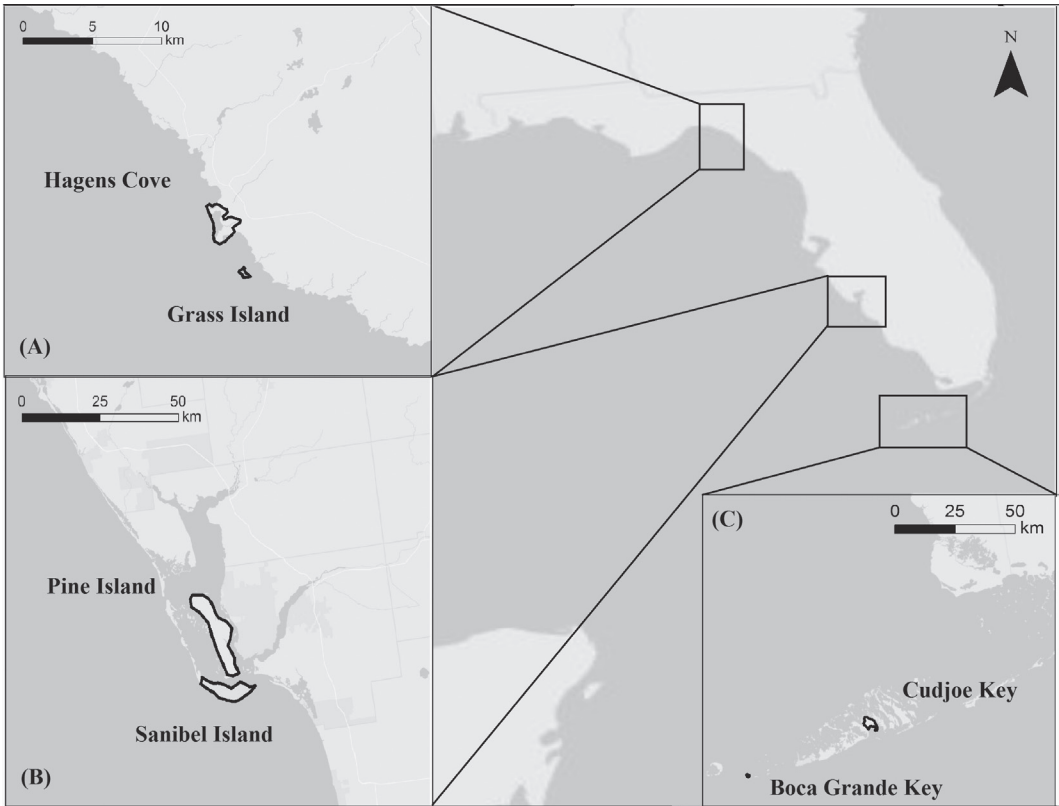 0 5 10
km
Hagens Cove
Grass Island
(A)
N
0 25 50
km
Pine Island
Sanibel Island
(B)
(C)
0 25 50
km
Cudjoe Key
Boca Grande Key